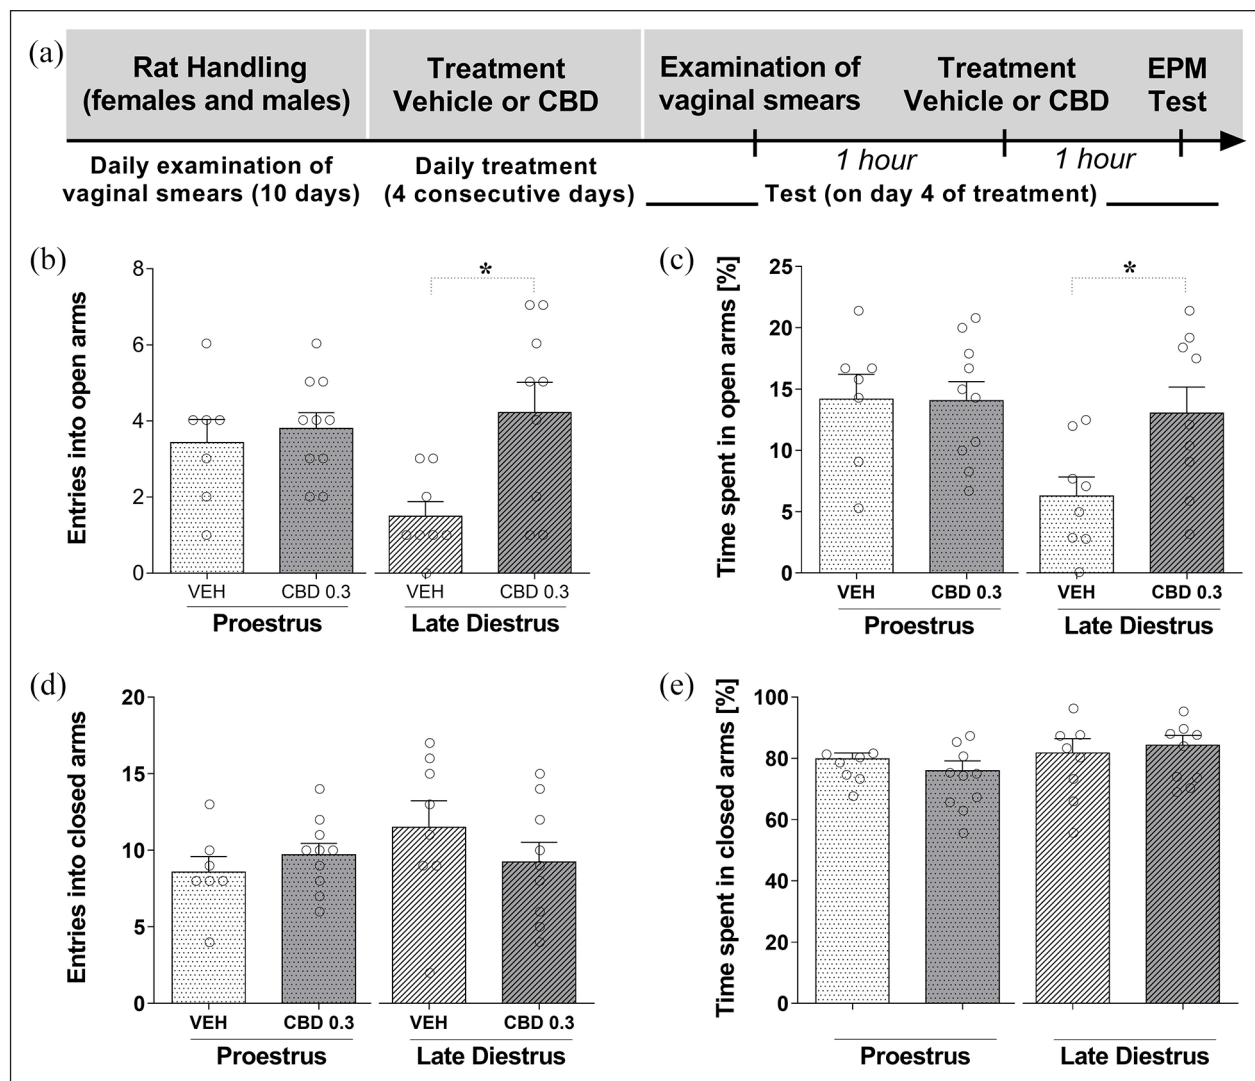 (a)
Rat Handling
(females and males)
Treatment
Vehicle or CBD
Examination of
vaginal smears
Treatment
Vehicle or CBD
EPM
Test
Daily examination of
vaginal smears (10 days)
Daily treatment
(4 consecutive days)
1 hour
1 hour
Test (on day 4 of treatment)
(b)
Entries into open arms
8
6
4
2
0
*
VEH
CBD 0.3
VEH
CBD 0.3
Proestrus
Late Diestrus
(c)
Time spent in open arms [%]
25
20
15
10
5
0
*
VEH
CBD 0.3
VEH
CBD 0.3
Proestrus
Late Diestrus
(d)
Entries into closed arms
20
15
10
5
0
VEH
CBD 0.3
VEH
CBD 0.3
Proestrus
Late Diestrus
(e)
Time spent in closed arms [%]
100
80
60
40
20
0
Proestrus
Late Diestrus